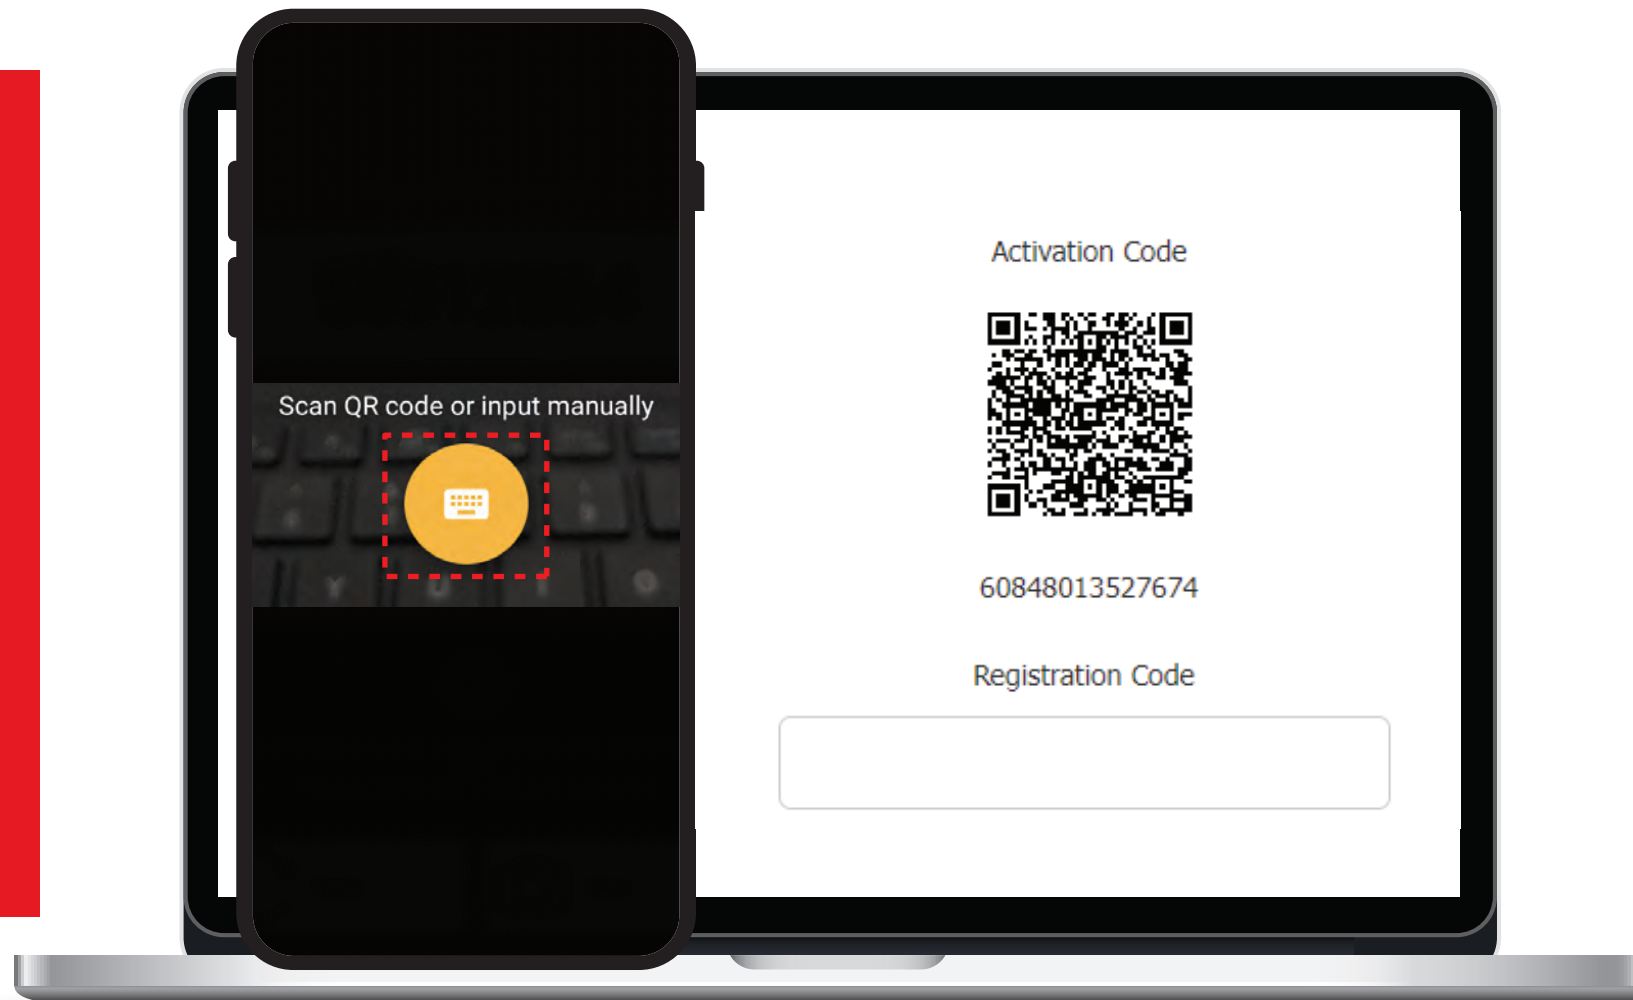 Scan QR code or input manually
Activation Code
60848013527674
Registration Code